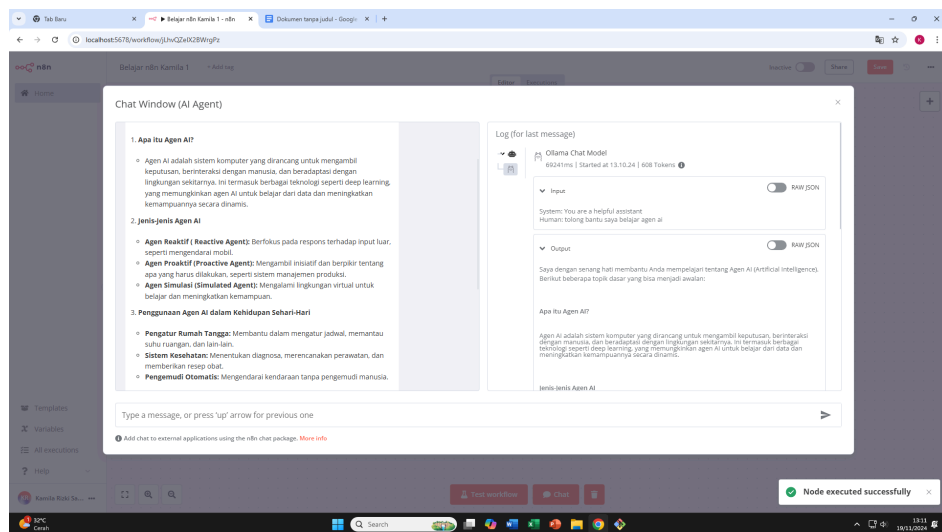 Tab Baru
Belajar n8n Kamila 1 - n8n
Dokumen tanpa judul - Google
localhost:5678/workflow/jLhvQZeIX2BWrgPz
n8n
Belajar n8n Kamila 1
+ Add tag
Inactive
Share
Save
Editor
Executions
Home
Chat Window (AI Agent)
1. Apa Itu Agen AI?
Agen AI adalah sistem komputer yang dirancang untuk mengambil
keputusan, berinteraksi dengan manusia, dan beradaptasi dengan
lingkungan sekitarnya. Ini termasuk berbagai teknologi seperti deep learning,
yang memungkinkan agen AI untuk belajar dari data dan meningkatkan
kemampuannya secara dinamis.
2. Jenis-Jenis Agen AI
Agen Reaktif ( Reactive Agent): Berfokus pada respons terhadap input luar,
seperti mengendarai mobil.
Agen Proaktif (Proactive Agent): Mengambil inisiatif dan berpikir tentang
apa yang harus dilakukan, seperti sistem manajemen produksi.
Agen Simulasi (Simulated Agent): Mengalami lingkungan virtual untuk
belajar dan meningkatkan kemampuan.
3. Penggunaan Agen AI dalam Kehidupan Sehari-Hari
Pengatur Rumah Tangga: Membantu dalam mengatur jadwal, memantau
suhu ruangan, dan lain-lain.
Sistem Kesehatan: Menentukan diagnosa, merencanakan perawatan, dan
memberikan resep obat.
Pengemudi Otomatis: Mengendarai kendaraan tanpa pengemudi manusia.
Log (for last message)
Ollama Chat Model
69241ms | Started at 13.10.24 | 608 Tokens
Input
RAW JSON
System: You are a helpful assistant
Human: tolong bantu saya belajar agen ai
Output
RAW JSON
Saya dengan senang hati membantu Anda mempelajari tentang Agen AI (Artificial Intelligence).
Berikut beberapa topik dasar yang bisa menjadi awalan:
Apa Itu Agen AI?
Agen AI adalah sistem komputer yang dirancang untuk mengambil keputusan, berinteraksi
dengan manusia, dan beradaptasi dengan lingkungan sekitarnya. Ini termasuk berbagai
teknologi seperti deep learning, yang memungkinkan agen AI untuk belajar dari data dan
meningkatkan kemampuannya secara dinamis.
Jenis-Jenis Agen AI
Type a message, or press 'up' arrow for previous one
Add chat to external applications using the n8n chat package. More info
Templates
Variables
All executions
Help
Kamila Riski Sa...
Test workflow
Chat
Node executed successfully
32°C
Cerah
Search
13:11
19/11/2024